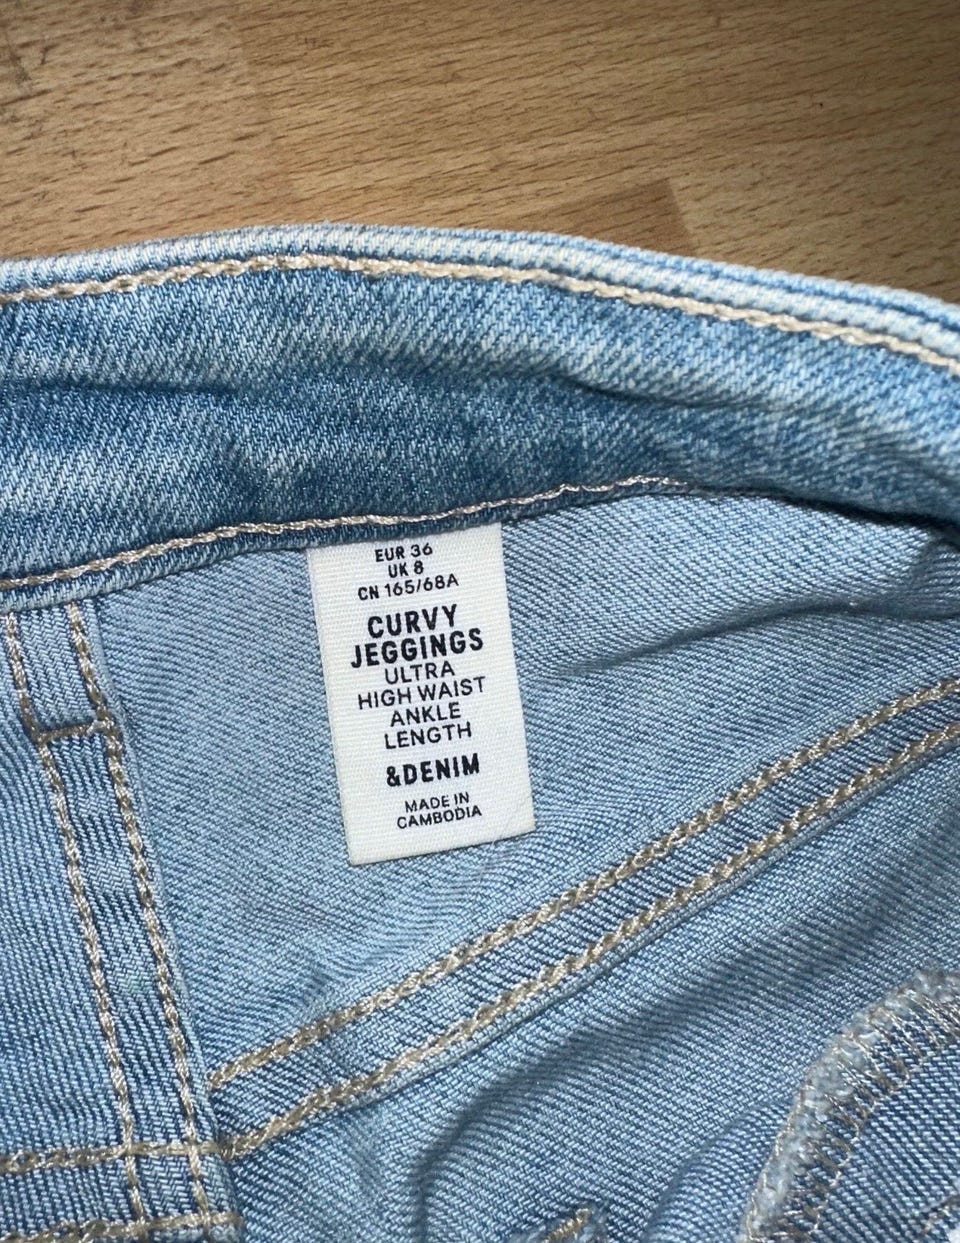 EUR 36
UK 8
CN 165/68A
CURVY
JEGGINGS
ULTRA
HIGH WAIST
ANKLE
LENGTH
&DENIM
MADE IN
CAMBODIA